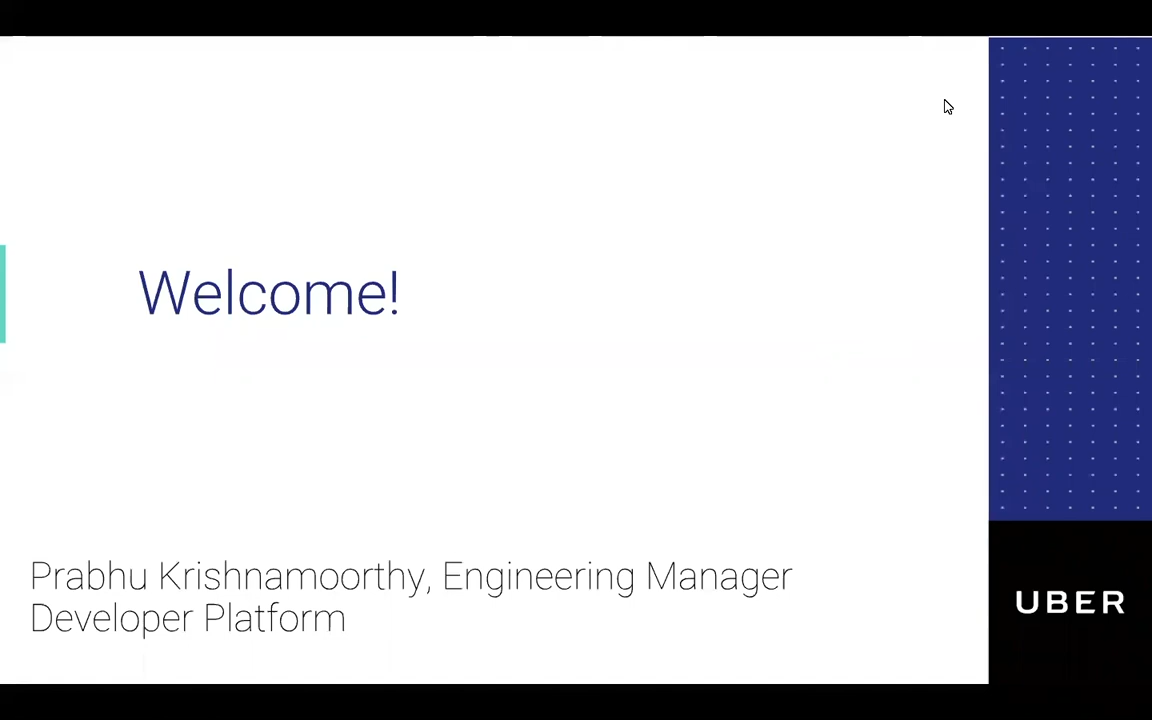 Welcome!
Prabhu Krishnamoorthy, Engineering Manager
Developer Platform
UBER